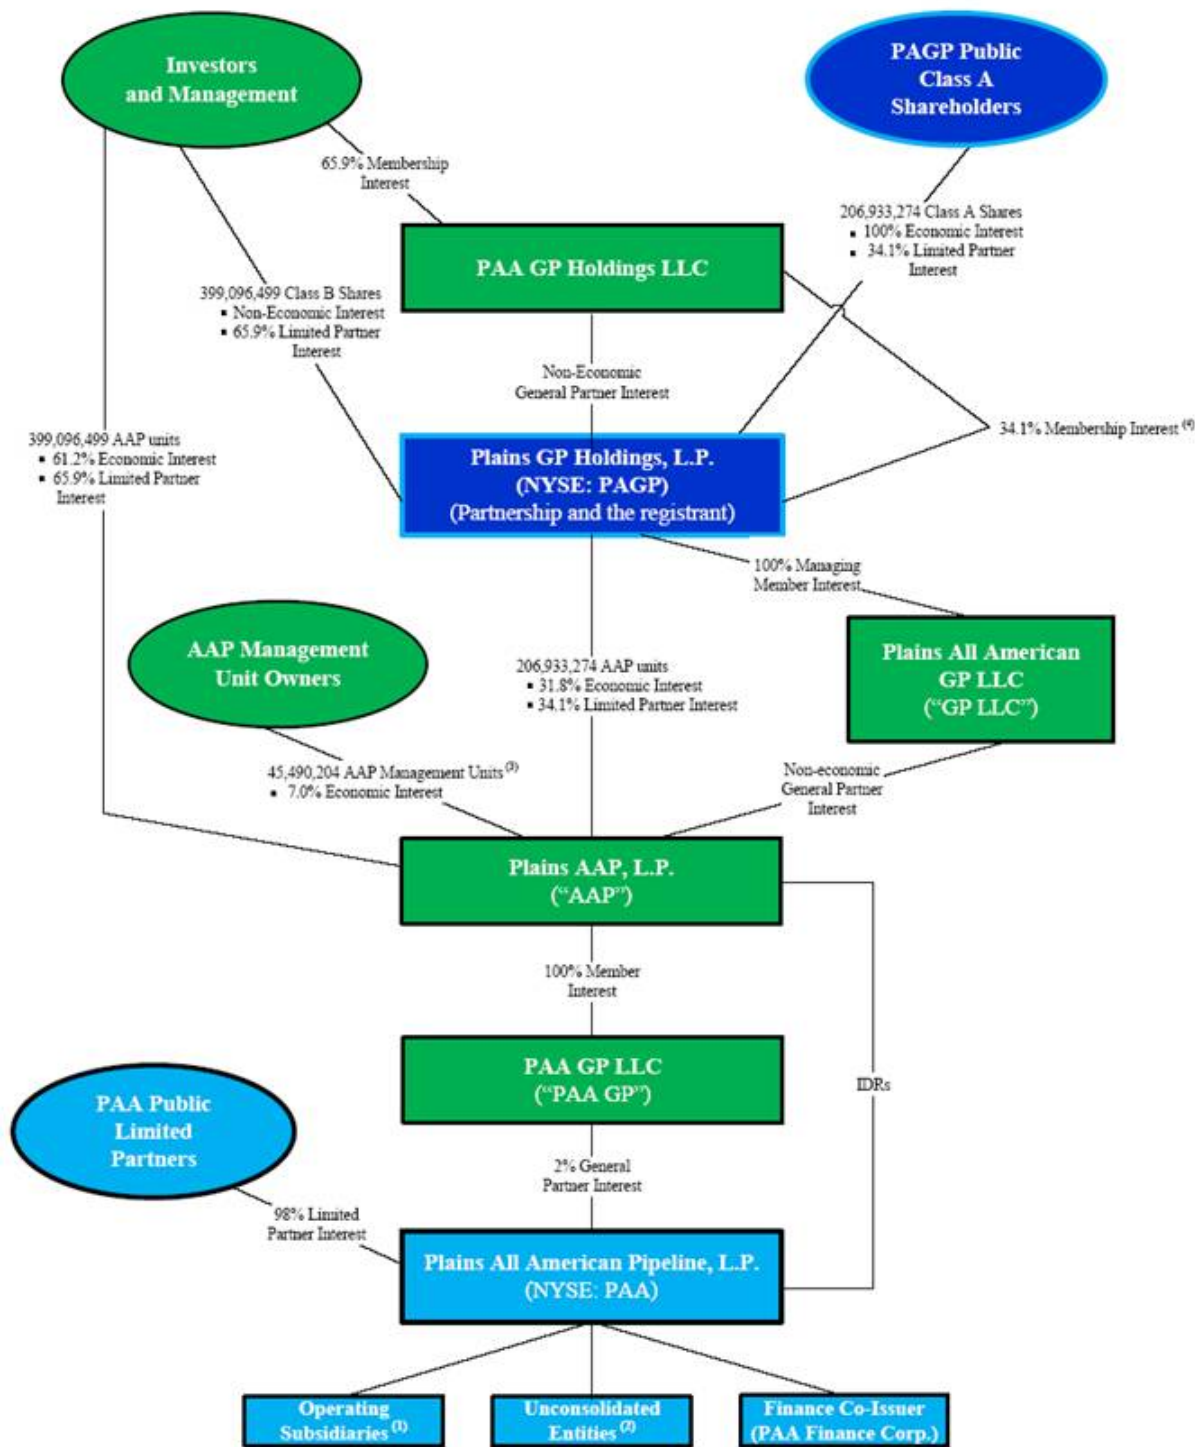 Investors
and Management
PAGP Public
Class A
Shareholders
65.9% Membership
Interest
206,933,274 Class A Shares
▪ 100% Economic Interest
▪ 34.1% Limited Partner
Interest
PAA GP Holdings LLC
399,096,499 Class B Shares
▪ Non-Economic Interest
▪ 65.9% Limited Partner
Interest
Non-Economic
General Partner Interest
34.1% Membership Interest (4)
399,096,499 AAP units
▪ 61.2% Economic Interest
▪ 65.9% Limited Partner
Interest
Plains GP Holdings, L.P.
(NYSE: PAGP)
(Partnership and the registrant)
100% Managing
Member Interest
AAP Management
Unit Owners
206,933,274 AAP units
▪ 31.8% Economic Interest
▪ 34.1% Limited Partner Interest
Plains All American
GP LLC
(“GP LLC”)
45,490,204 AAP Management Units (3)
▪ 7.0% Economic Interest
Non-economic
General Partner
Interest
Plains AAP, L.P.
(“AAP”)
100% Member
Interest
PAA GP LLC
(“PAA GP”)
IDRs
PAA Public
Limited
Partners
2% General
Partner Interest
98% Limited
Partner Interest
Plains All American Pipeline, L.P.
(NYSE: PAA)
Operating
Subsidiaries (1)
Unconsolidated
Entities (2)
Finance Co-Issuer
(PAA Finance Corp.)